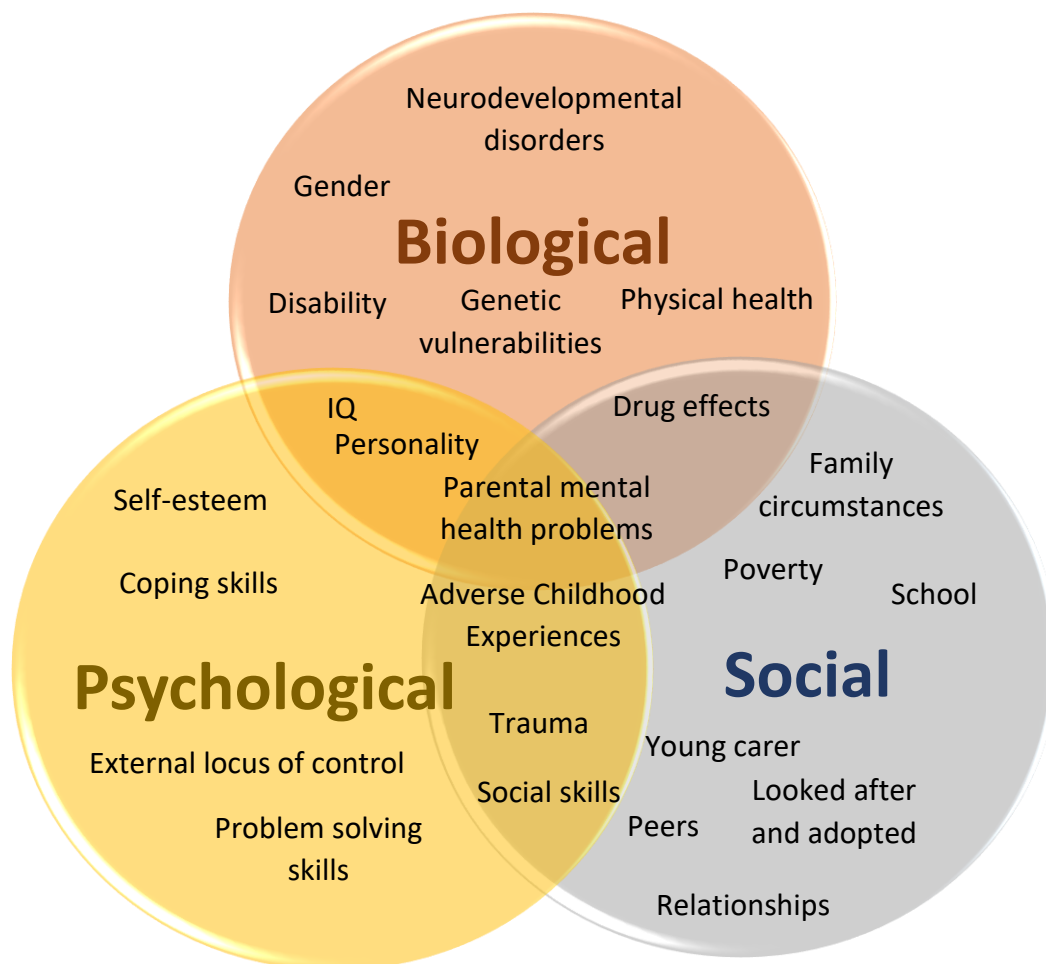 Neurodevelopmental
disorders
Gender
Biological
Disability
Genetic
vulnerabilities
Physical health
IQ
Personality
Drug effects
Parental mental
health problems
Self-esteem
Coping skills
Family
circumstances
Poverty
School
Adverse Childhood
Experiences
Psychological
Social
Trauma
Social skills
External locus of control
Problem solving
skills
Young carer
Looked after
and adopted
Peers
Relationships